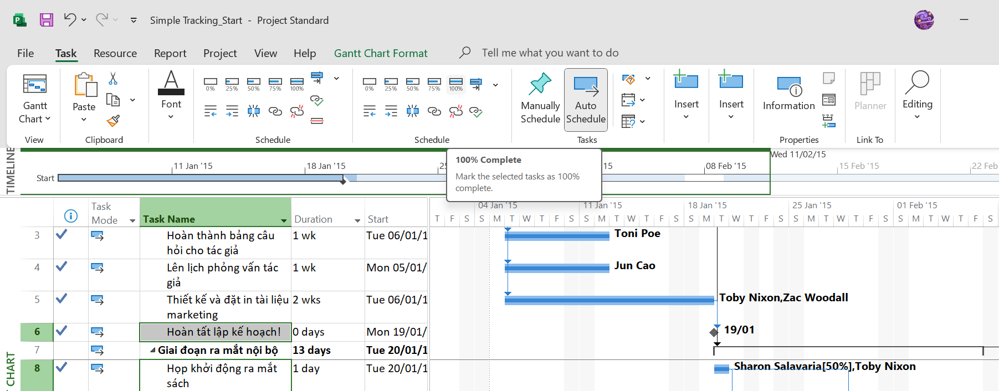 Simple Tracking_Start - Project Standard
File Task Resource Report Project View Help Gantt Chart Format Tell me what you want to do
0% 25% 50% 75% 100% 0% 25% 50% 75% 100%
Gantt Chart
Paste
Font
Manually Schedule
Auto Schedule
Insert
Insert
Information
Planner
Editing
View Clipboard Schedule Schedule Tasks Properties Link To
100% Complete
Mark the selected tasks as 100%
complete.
TIMELINE
Wed 11/02/15
11 Jan '15 18 Jan '15 25 15 08 Feb '15 15 Feb '15 22 Feb
Start
Task Mode Task Name Duration Start
04 Jan '15 11 Jan '15 18 Jan '15 25 Jan '15 01 Feb '15
T F S S M T W T F S S M T W T F S S M T W T F S S M T W T F S S M T W T F S
3 Hoàn thành bảng câu 1 wk Tue 06/01/1 Toni Poe
hỏi cho tác giả
4 Lên lịch phỏng vấn tác 1 wk Mon 05/01/ Jun Cao
giả
5 Thiết kế và đặt in tài liệu 2 wks Tue 06/01/1 Toby Nixon,Zac Woodall
marketing
6 Hoàn tất lập kế hoạch! 0 days Mon 19/01/ 19/01
7 Giai đoạn ra mắt nội bộ 13 days Tue 20/01/1
8 Họp khởi động ra mắt 1 day Tue 20/01/1 Sharon Salavaria[50%],Toby Nixon
sách
CHART